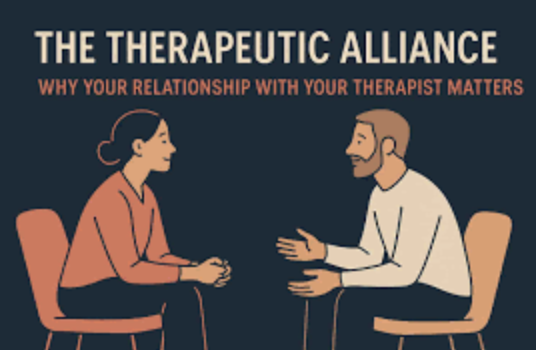 THE THERAPEUTIC ALLIANCE
WHY YOUR RELATIONSHIP WITH YOUR THERAPIST MATTERS